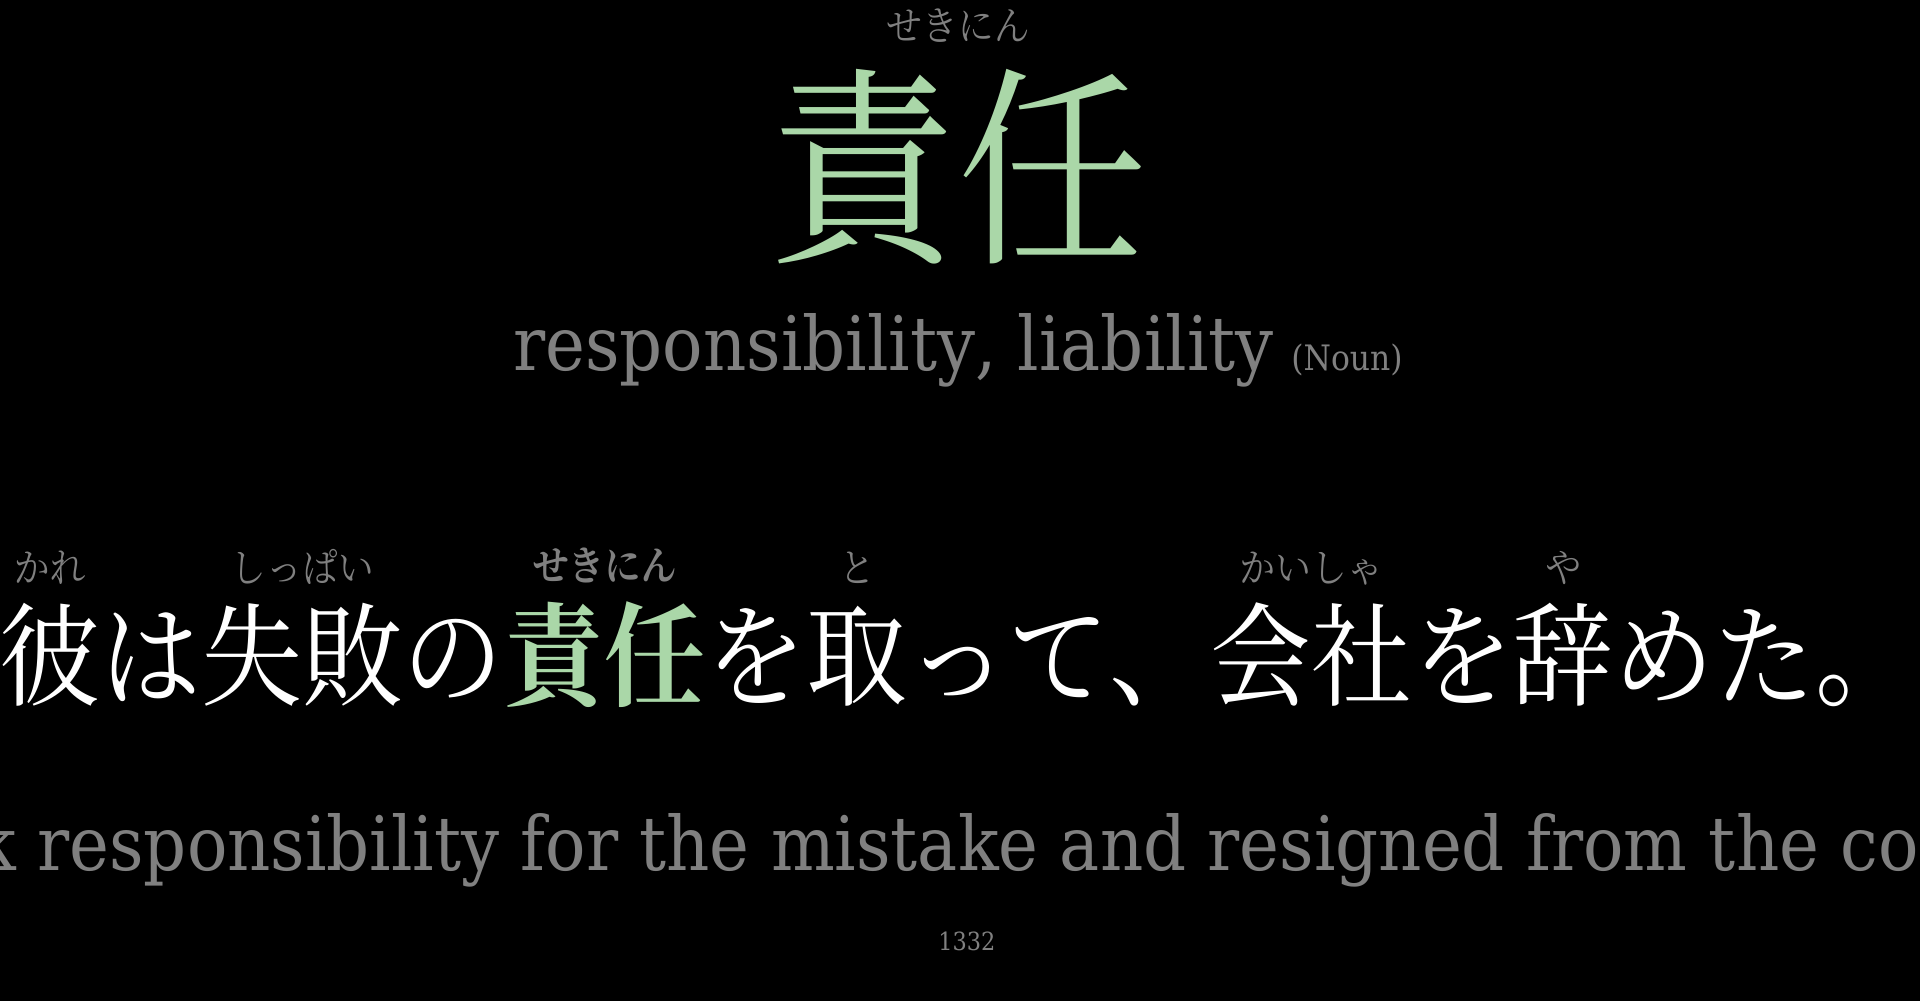 せきにん
責任
responsibility, liability (Noun)
かれ しっぱい せきにん と かいしゃ や
彼は失敗の責任を取って、会社を辞めた。
responsibility for the mistake and resigned from the
1332